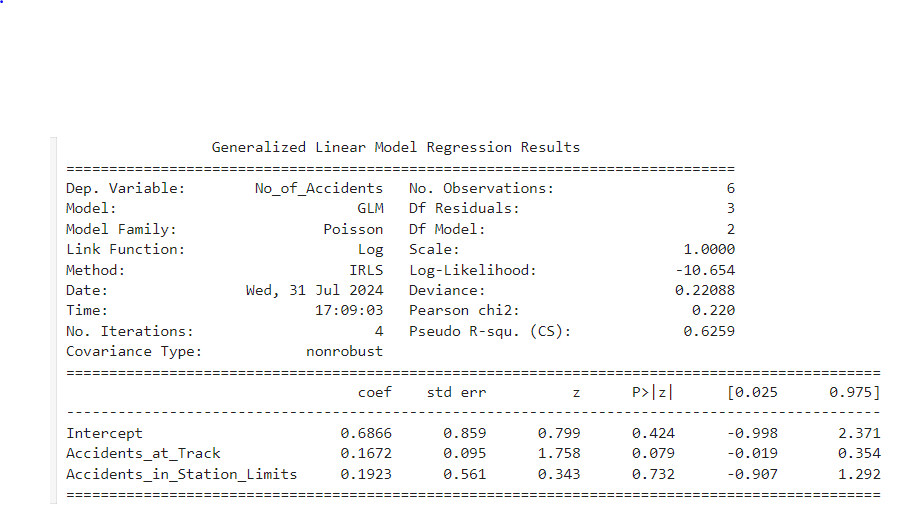 Generalized Linear Model Regression Results
==============================================================================
Dep. Variable:        No_of_Accidents   No. Observations:                    6
Model:                            GLM   Df Residuals:                        3
Model Family:                 Poisson   Df Model:                            2
Link Function:                    Log   Scale:                          1.0000
Method:                          IRLS   Log-Likelihood:                -10.654
Date:                Wed, 31 Jul 2024   Deviance:                      0.22088
Time:                        17:09:03   Pearson chi2:                    0.220
No. Iterations:                     4   Pseudo R-squ. (CS):             0.6259
Covariance Type:            nonrobust
===============================================================================================
                                  coef    std err          z      P>|z|      [0.025      0.975]
-----------------------------------------------------------------------------------------------
Intercept                       0.6866      0.859      0.799      0.424      -0.998       2.371
Accidents_at_Track              0.1672      0.095      1.758      0.079      -0.019       0.354
Accidents_in_Station_Limits     0.1923      0.561      0.343      0.732      -0.907       1.292
===============================================================================================